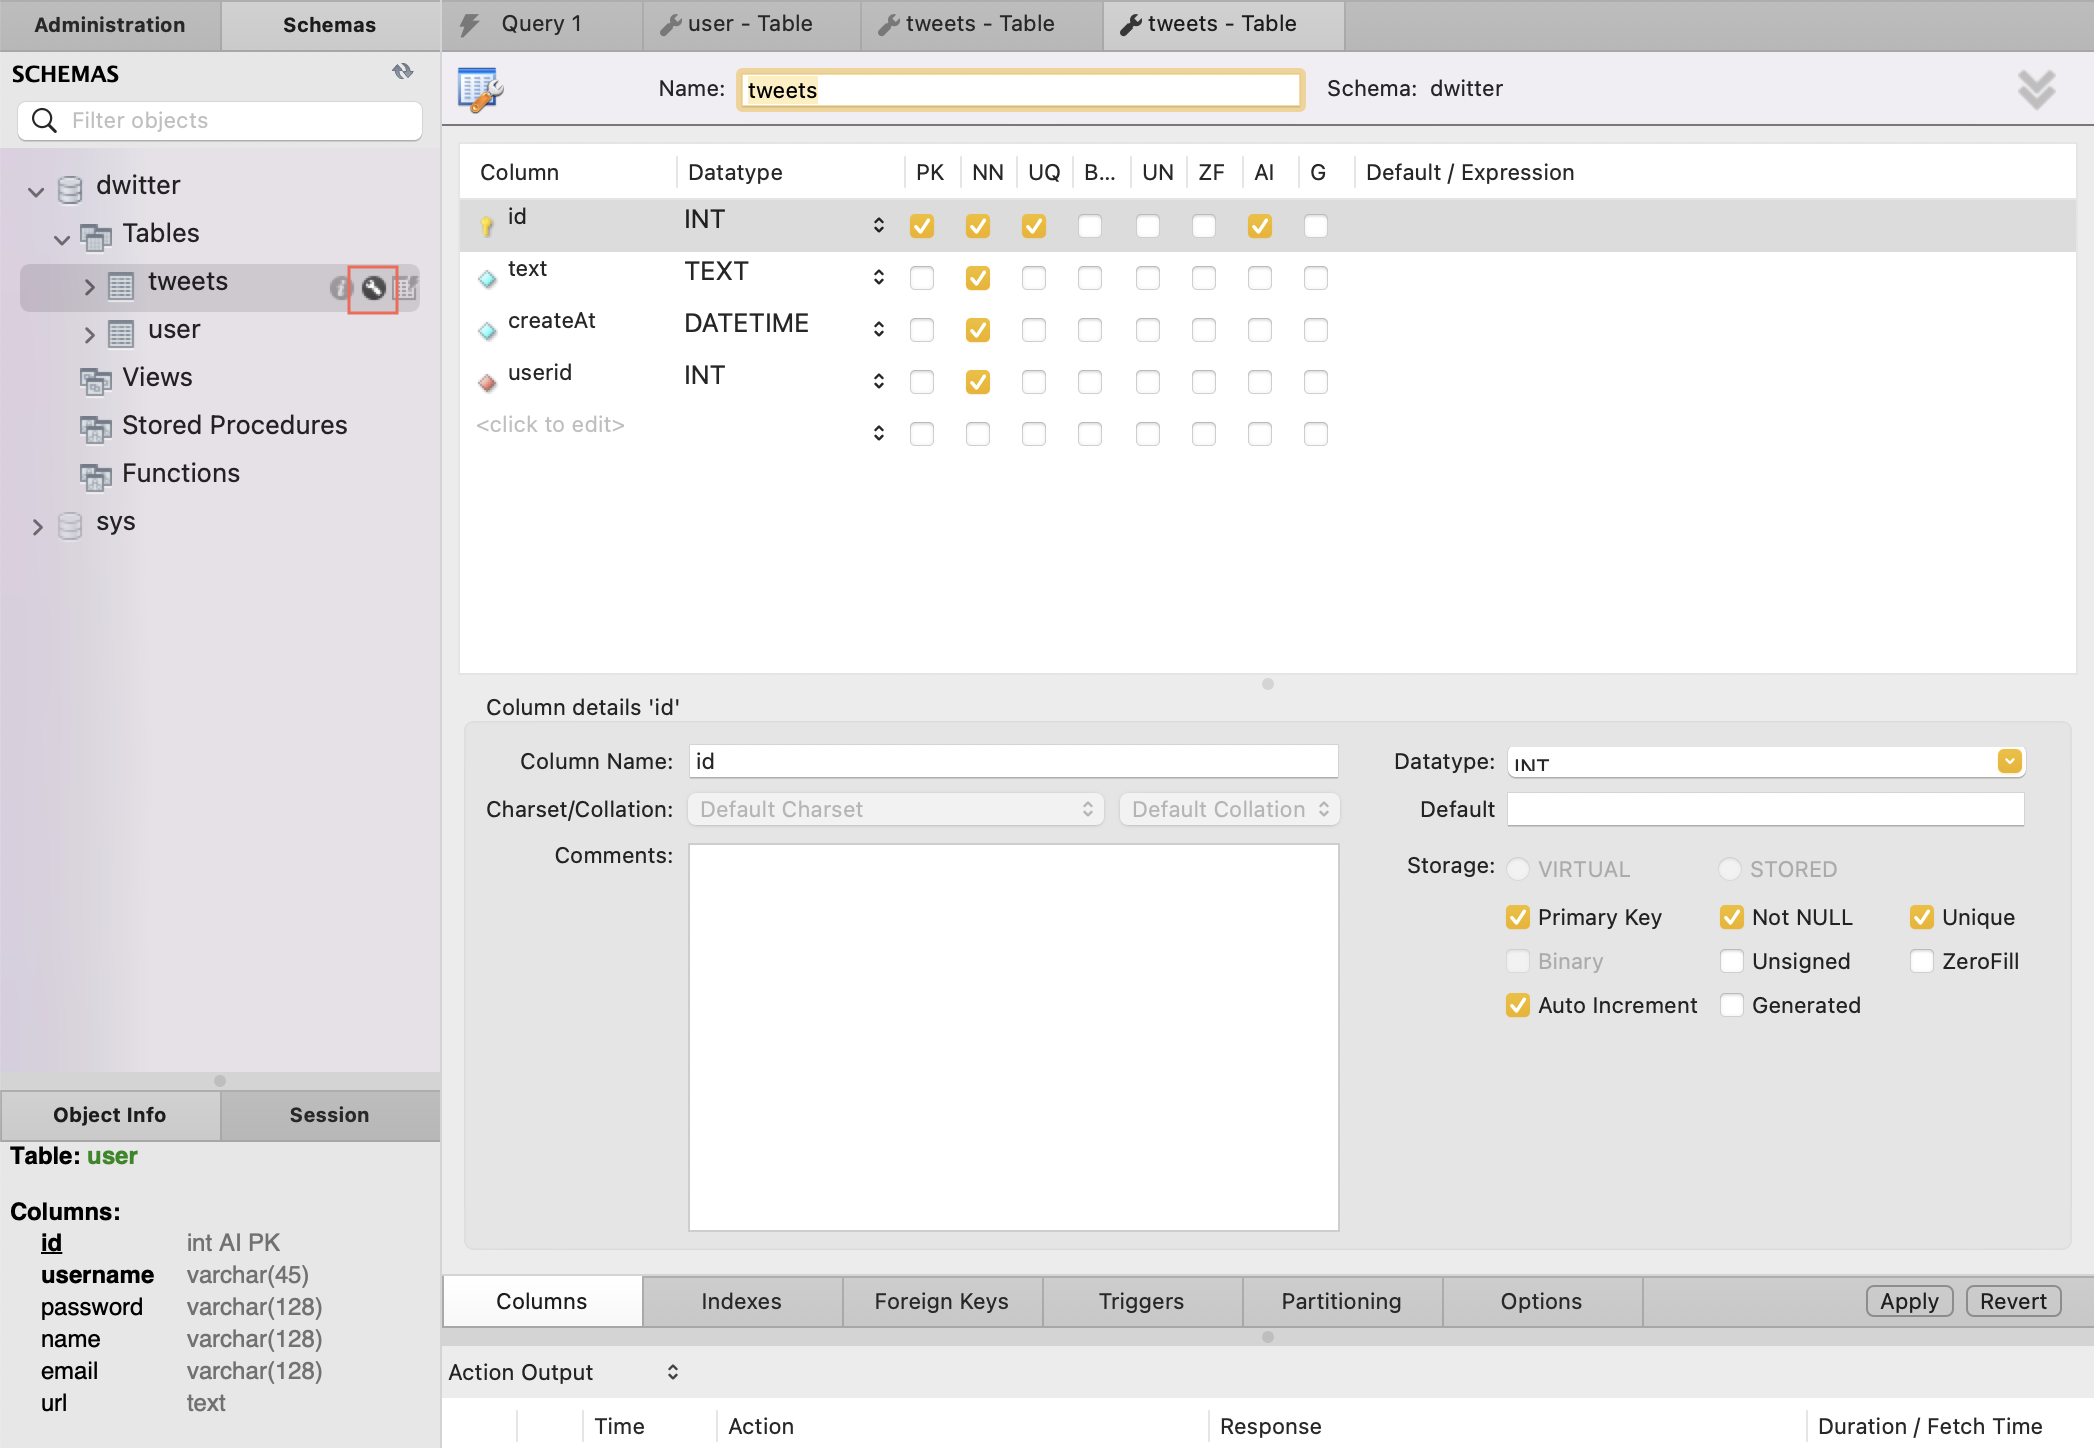 Administration
Schemas
Query 1
user - Table
tweets - Table
tweets - Table
SCHEMAS
Filter objects
dwitter
Tables
tweets
user
Views
Stored Procedures
Functions
sys
Object Info
Session
Table: user
Columns:
id int AI PK
username varchar(45)
password varchar(128)
name varchar(128)
email varchar(128)
url text
Name: tweets
Schema: dwitter
Column Datatype PK NN UQ B... UN ZF AI G Default / Expression
id INT
text TEXT
createAt DATETIME
userid INT
<click to edit>
Column details 'id'
Column Name: id
Datatype: INT
Charset/Collation: Default Charset Default Collation
Default
Comments:
Storage: VIRTUAL STORED
Primary Key Not NULL Unique
Binary Unsigned ZeroFill
Auto Increment Generated
Columns Indexes Foreign Keys Triggers Partitioning Options Apply Revert
Action Output
Time Action Response Duration / Fetch Time